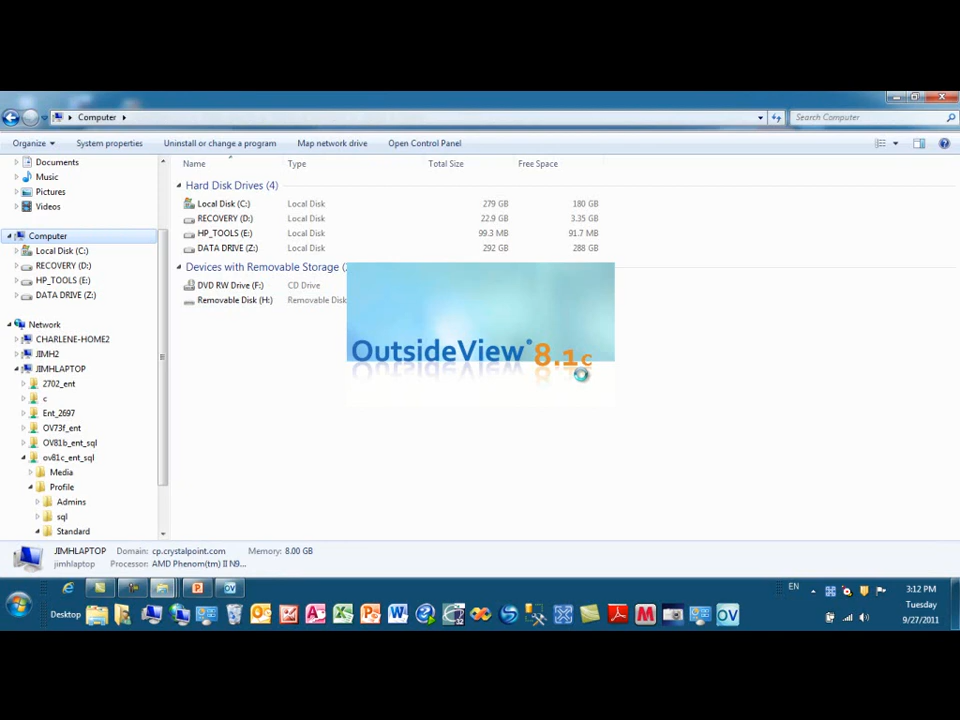 Computer
Search Computer
Organize System properties Uninstall or change a program Map network drive Open Control Panel
Documents
Music
Pictures
Videos
Computer
Local Disk (C:)
RECOVERY (D:)
HP_TOOLS (E:)
DATA DRIVE (Z:)
Network
CHARLENE-HOME2
JIMH2
JIMHLAPTOP
2702_ent
c
Ent_2697
OV73f_ent
OV81b_ent_sql
ov81c_ent_sql
Media
Profile
Admins
sql
Standard
Name Type Total Size Free Space
Hard Disk Drives (4)
Local Disk (C:) Local Disk 279 GB 180 GB
RECOVERY (D:) Local Disk 22.9 GB 3.35 GB
HP_TOOLS (E:) Local Disk 99.3 MB 91.7 MB
DATA DRIVE (Z:) Local Disk 292 GB 288 GB
Devices with Removable Storage (
DVD RW Drive (F:) CD Drive
Removable Disk (H:) Removable Disk
OutsideView 8.1c
JIMHLAPTOP Domain: cp.crystalpoint.com Memory: 8.00 GB
jimhlaptop Processor: AMD Phenom(tm) II N9...
EN
3:12 PM
Tuesday
9/27/2011
Desktop